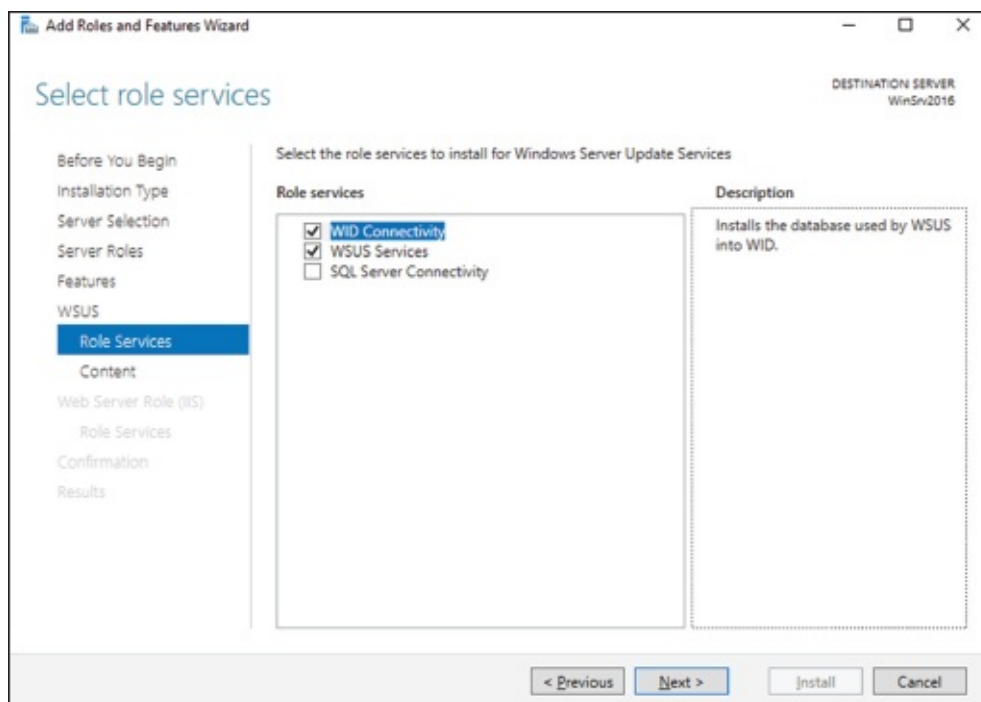 Add Roles and Features Wizard
Select role services
DESTINATION SERVER
WinSrv2016
Before You Begin
Installation Type
Server Selection
Server Roles
Features
WSUS
Role Services
Content
Web Server Role (IIS)
Role Services
Confirmation
Results
Select the role services to install for Windows Server Update Services
Role services
WID Connectivity
WSUS Services
SQL Server Connectivity
Description
Installs the database used by WSUS
into WID.
< Previous
Next >
Install
Cancel